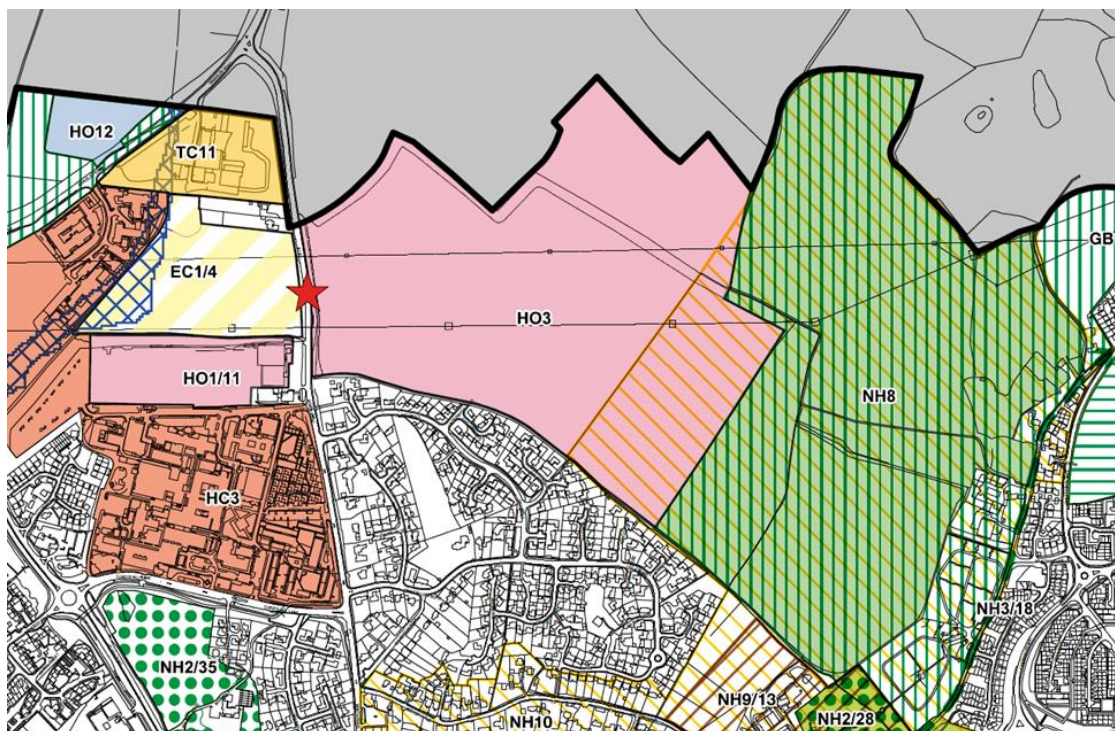 HO12
TC11
GB
EC1/4
HO3
HO1/11
NH8
HC3
NH3/18
NH2/35
NH9/13
NH10
NH2/28